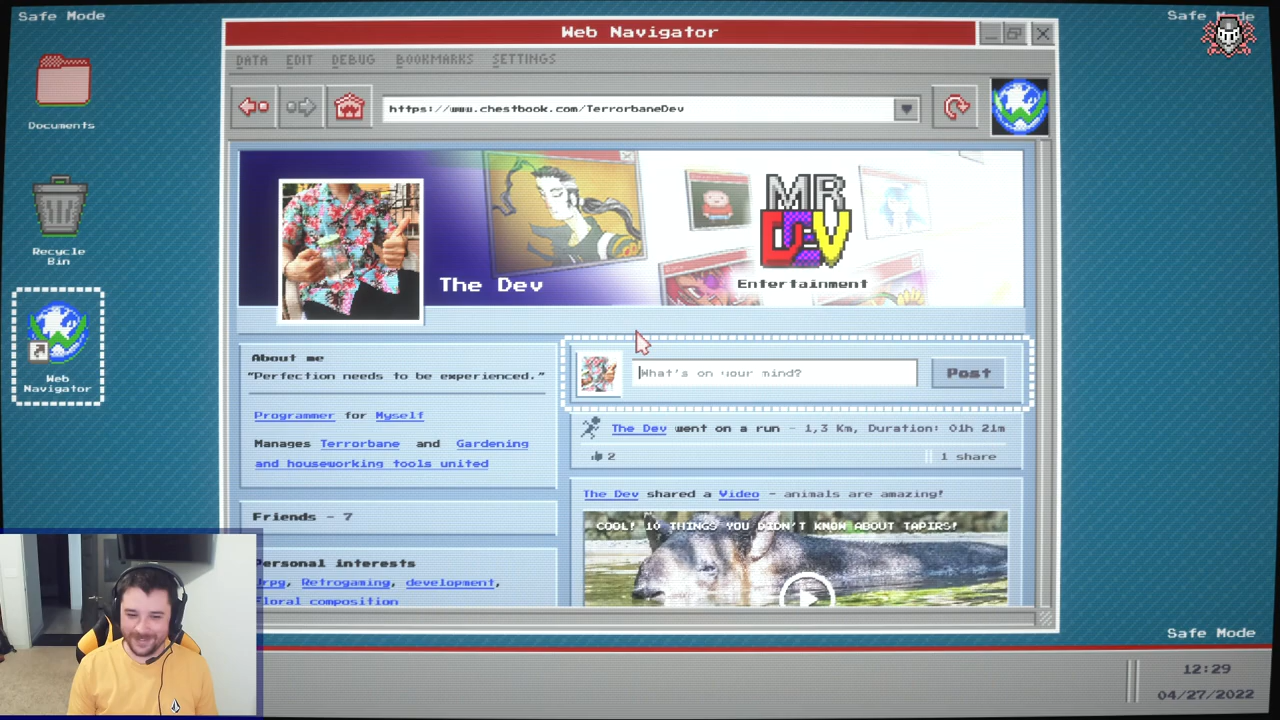 Safe Mode
Safe Mode
Web Navigator
DATA EDIT DEBUG BOOKMARKS SETTINGS
https://www.chestbook.com/TerrorbaneDev
Documents
Recycle
Bin
Web
Navigator
MR
DEV
Entertainment
The Dev
About me
"Perfection needs to be experienced."
Programmer for Myself
Manages Terrorbane and Gardening
and houseworking tools united
Friends - 7
Personal interests
Jrpg, Retrogaming, development,
Floral composition
What's on your mind?
Post
The Dev went on a run - 1,3 Km, Duration: 01h 21m
2
1 share
The Dev shared a Video - animals are amazing!
COOL! 10 THINGS YOU DIDN'T KNOW ABOUT TAPIRS!
Safe Mode
12:29
04/27/2022